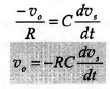 -v_o / R = C dv_s / dt
v_o = -RC dv_s / dt